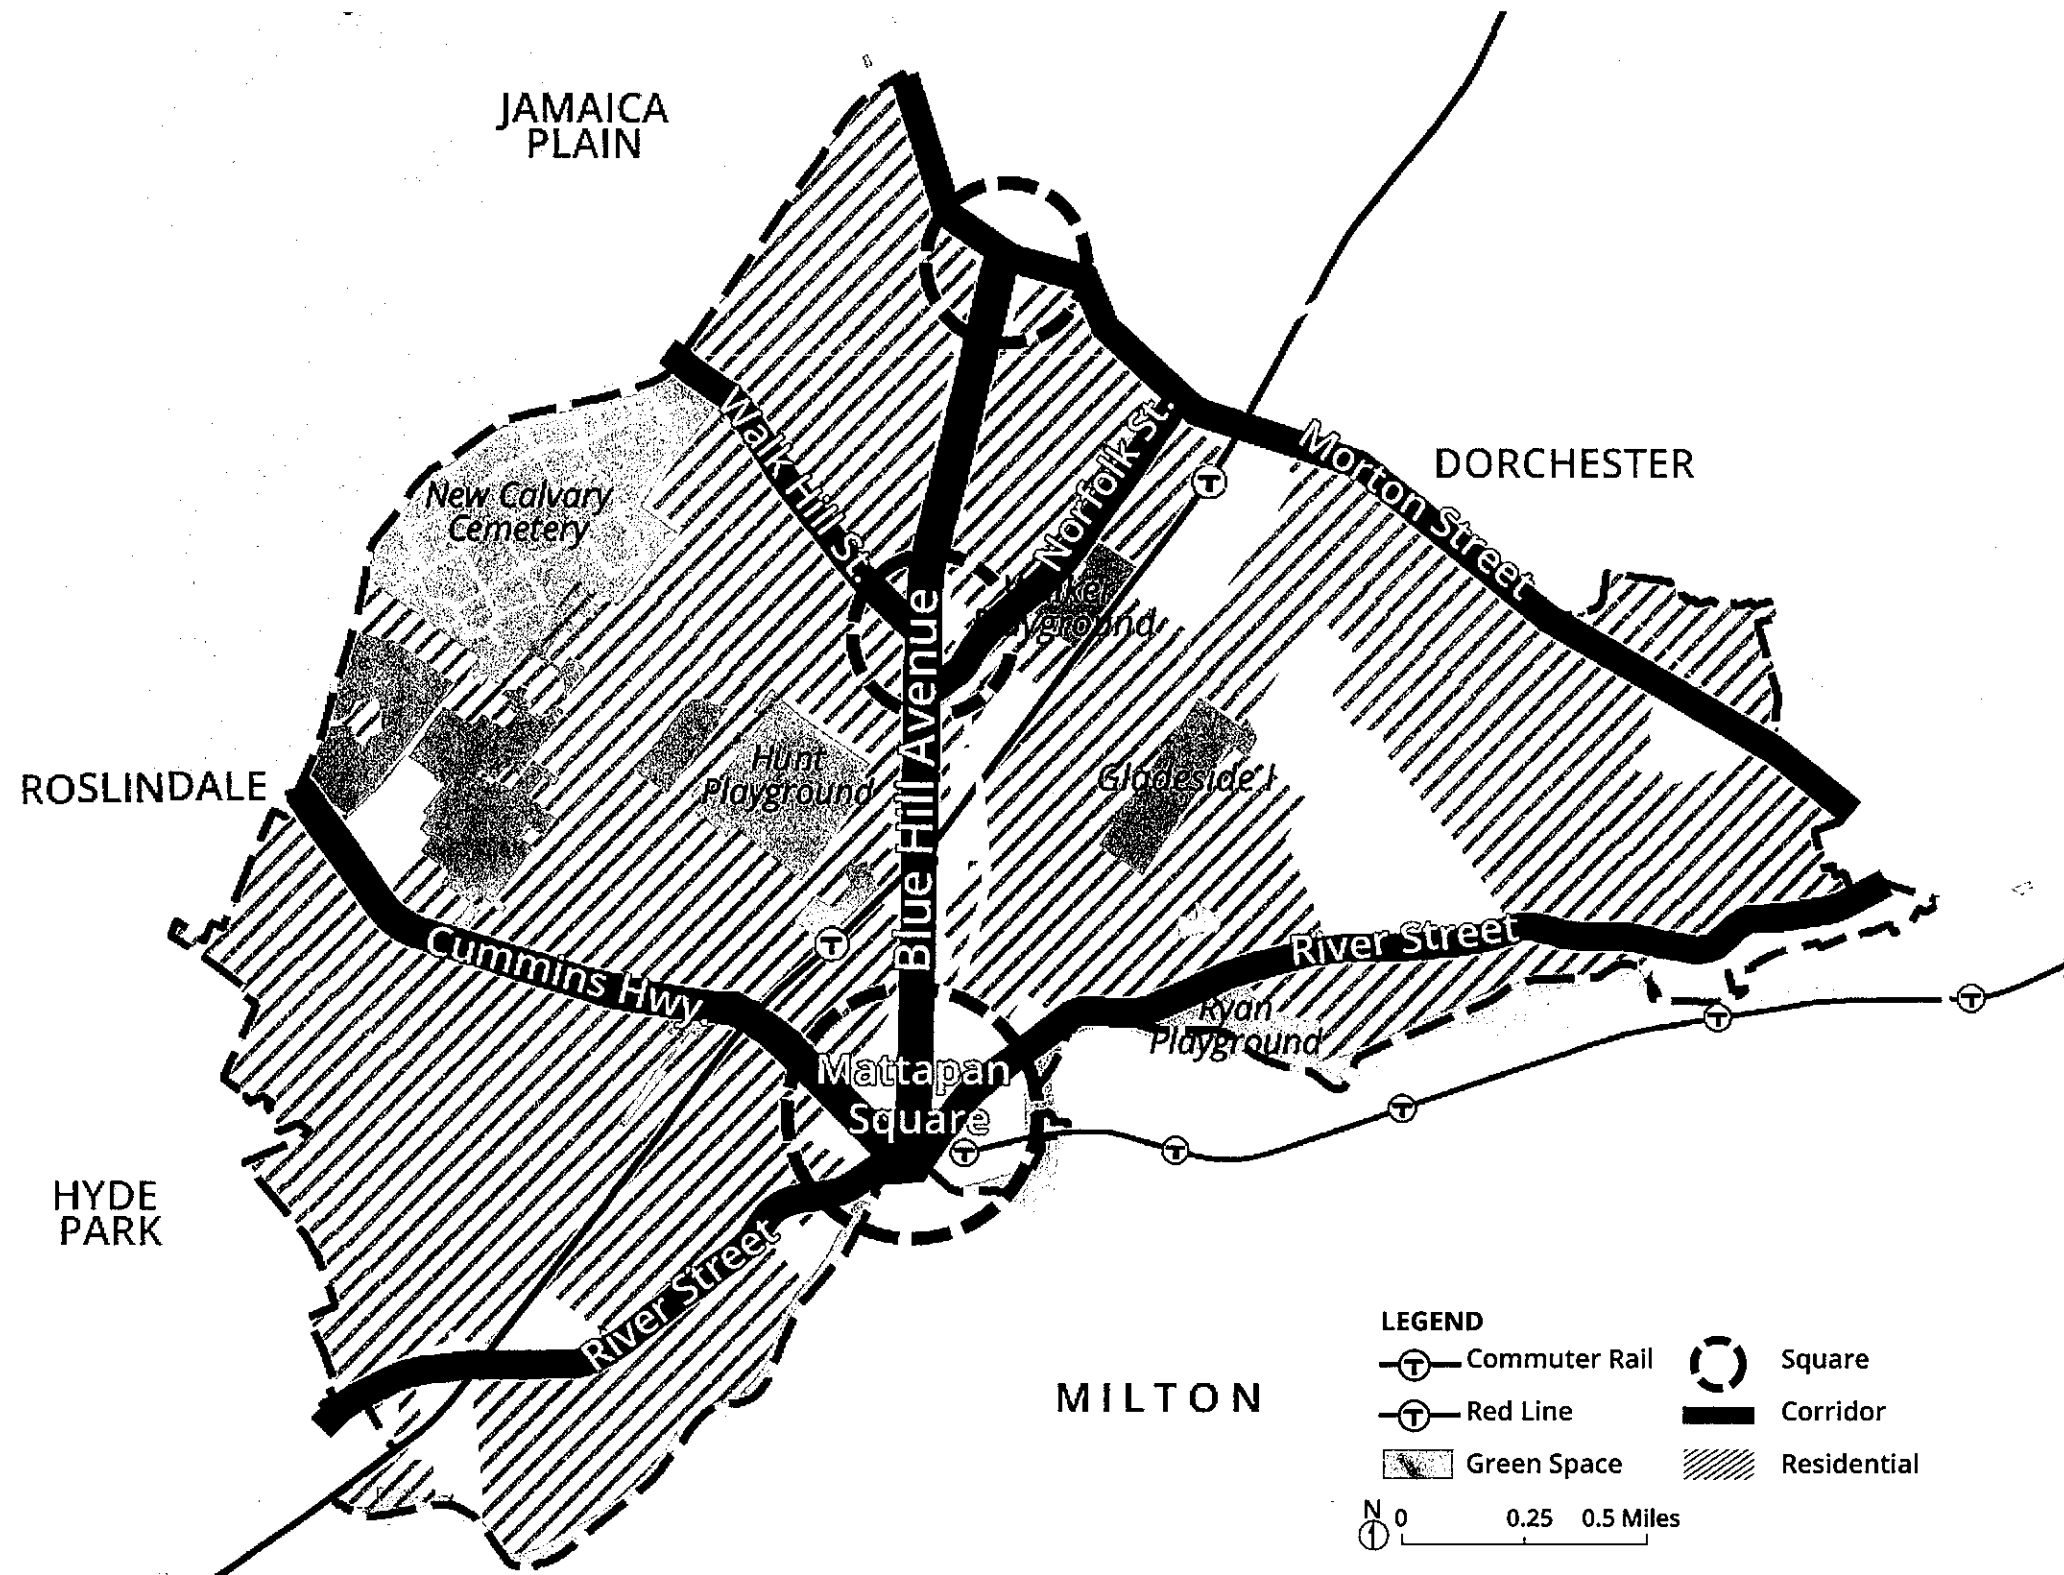 JAMAICA
PLAIN
Walk Hill St.
Norfolk St.
Morton Street
DORCHESTER
New Calvary
Cemetery
Playground
Blue Hill Avenue
Hunt
Playground
Gladeside I
ROSLINDALE
Cummins Hwy.
River Street
Ryan
Playground
Mattapan
Square
HYDE
PARK
River Street
MILTON
LEGEND
T Commuter Rail
Square
T Red Line
Corridor
Green Space
Residential
N
0 0.25 0.5 Miles
T
T
T
T
T
T
T